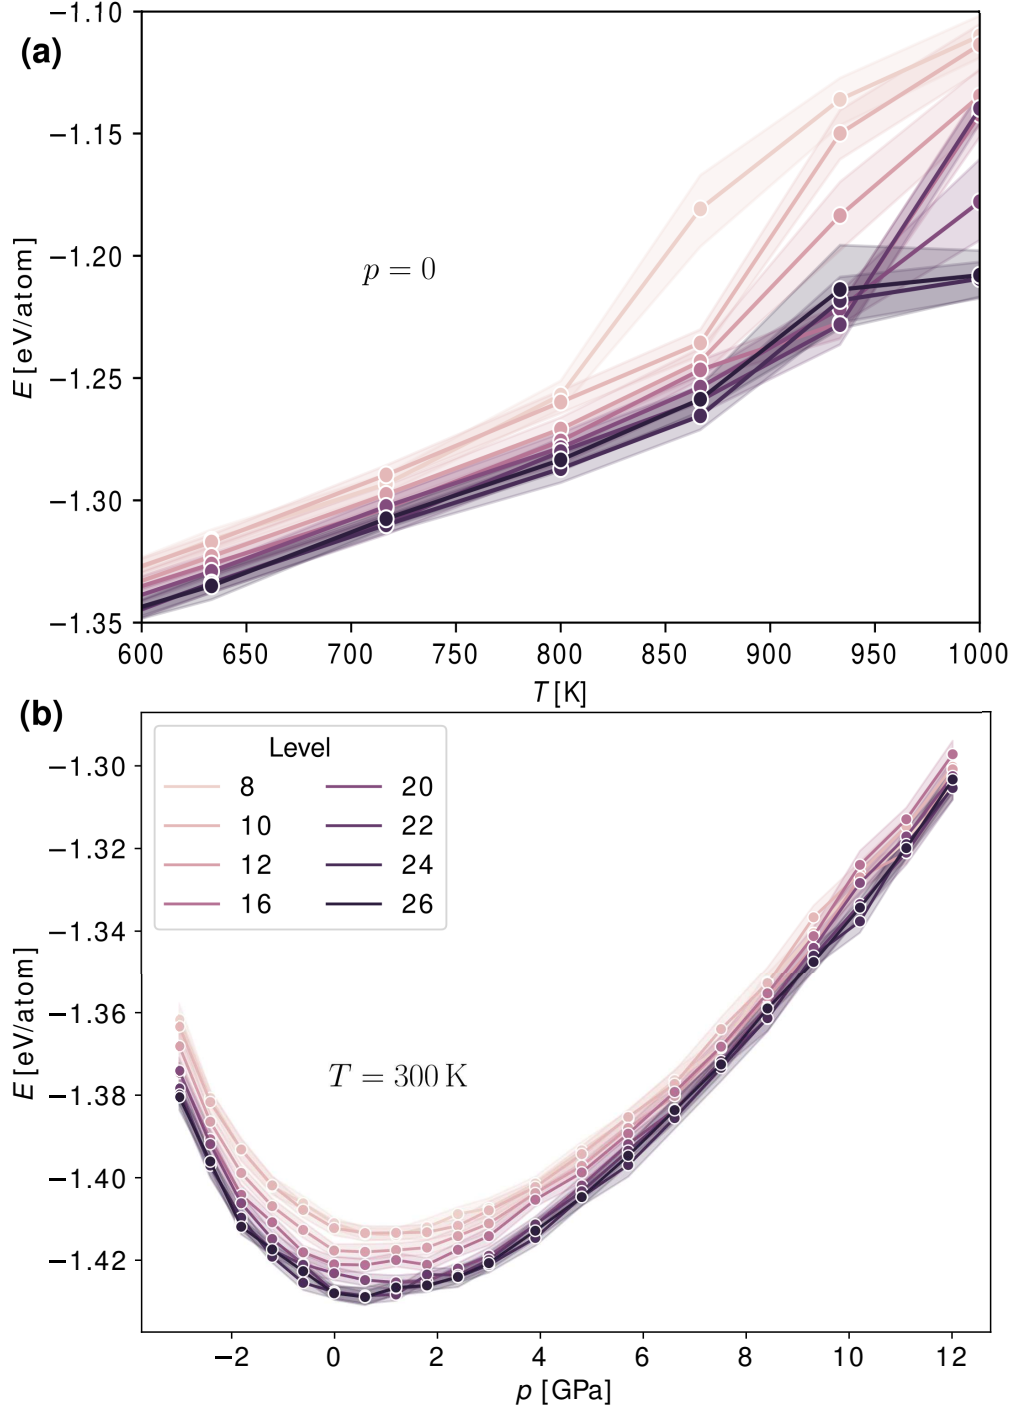 (a)
−1.10
−1.15
−1.20
−1.25
−1.30
−1.35
E [eV/atom]
p = 0
600 650 700 750 800 850 900 950 1000
T [K]
(b)
Level
8 20
10 22
12 24
16 26
−1.30
−1.32
−1.34
−1.36
−1.38
−1.40
−1.42
E [eV/atom]
T = 300 K
−2 0 2 4 6 8 10 12
p [GPa]